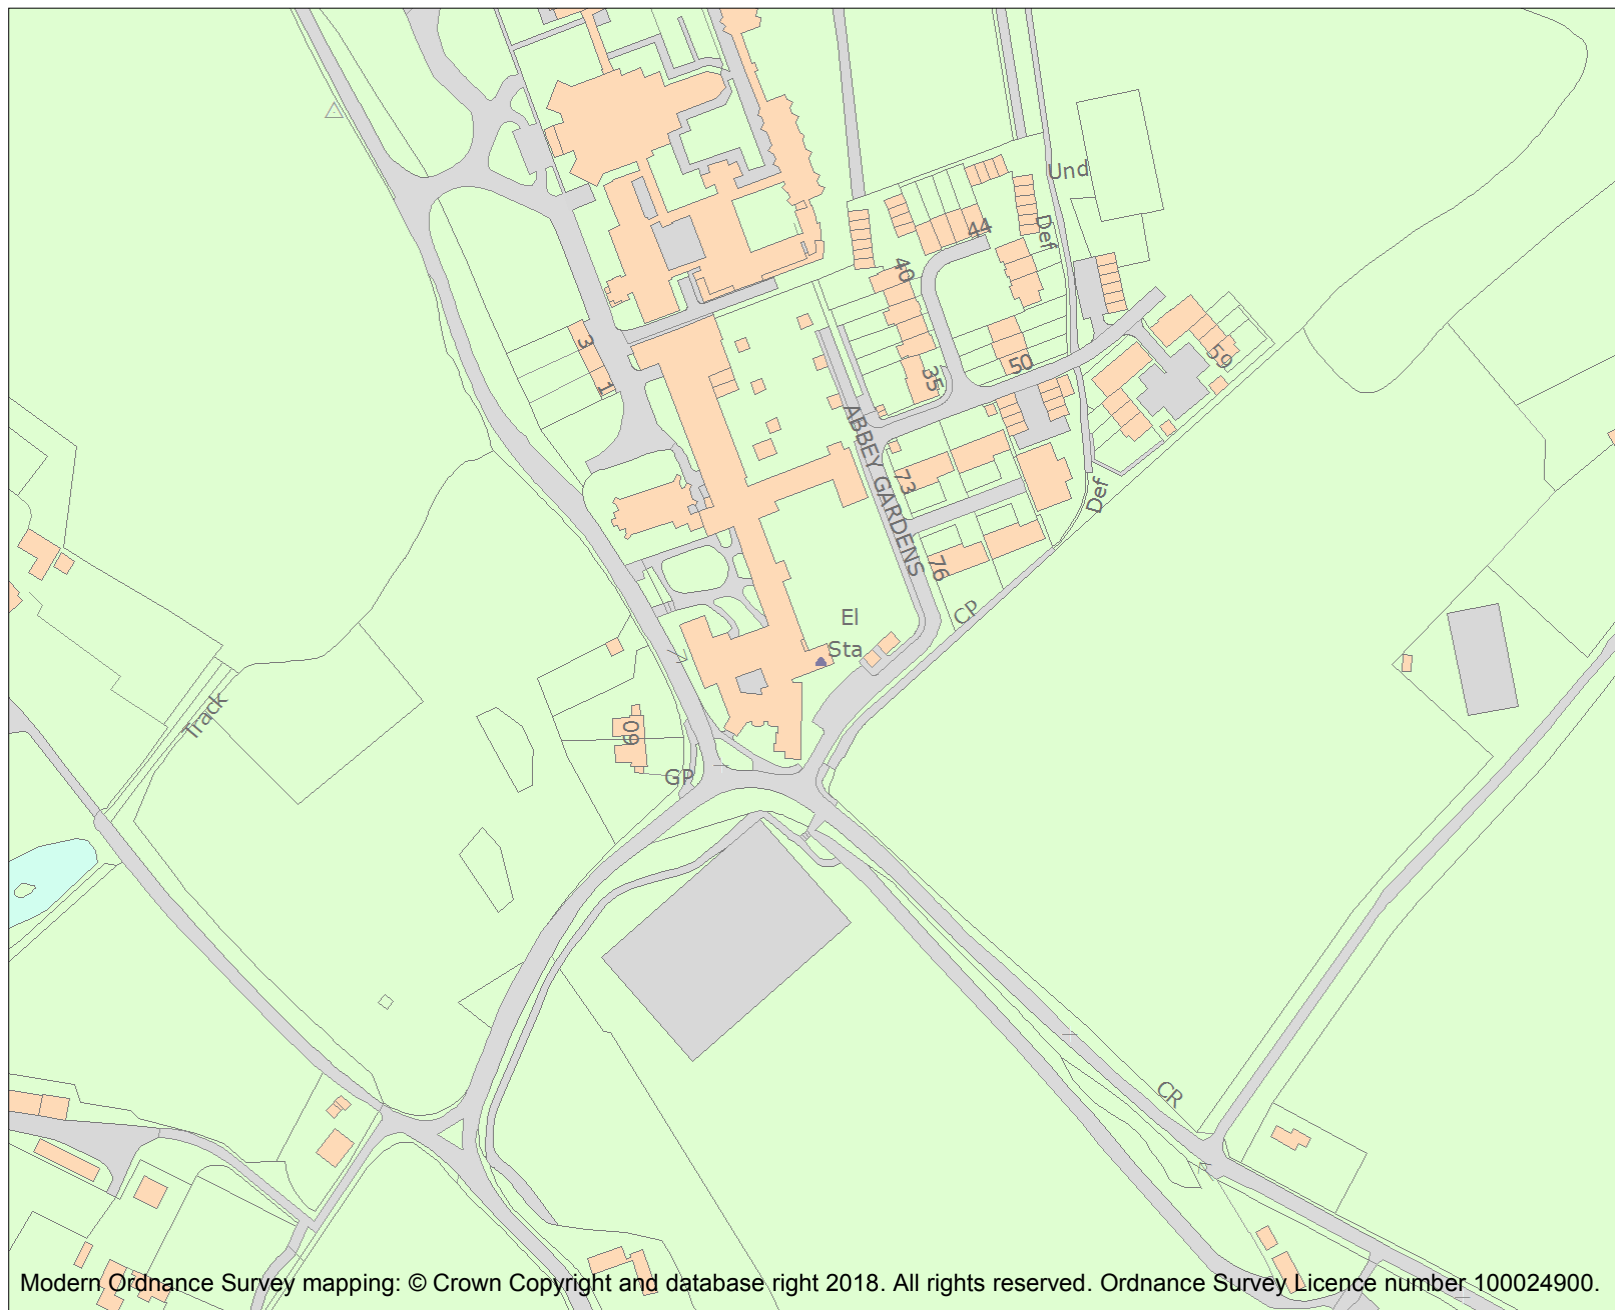 Und
Def
44
40
3
1
50
59
35
ABBEY GARDENS
73
Def
76
CP
El
Sta
Track
60
GP
CR
Modern Ordnance Survey mapping: © Crown Copyright and database right 2018. All rights reserved. Ordnance Survey Licence number 100024900.